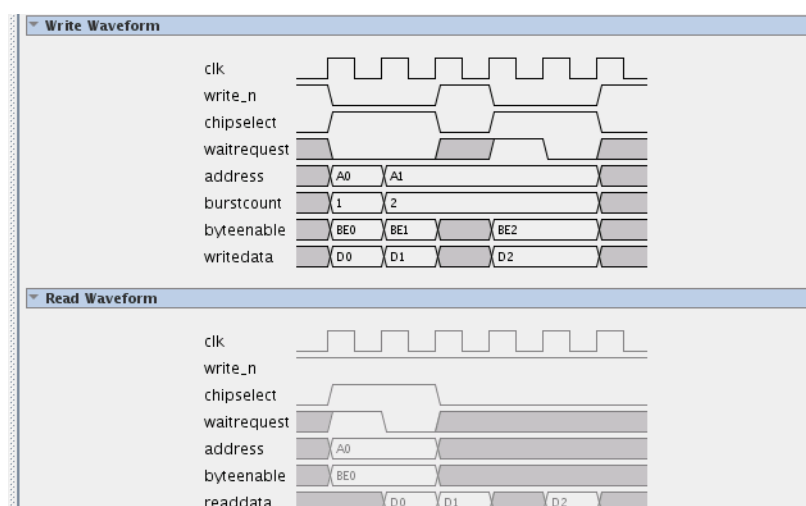 Write Waveform
clk
write_n
chipselect
waitrequest
address A0 A1
burstcount 1 2
byteenable BE0 BE1 BE2
writedata D0 D1 D2
Read Waveform
clk
write_n
chipselect
waitrequest
address A0
byteenable BE0
readdata D0 D1 D2